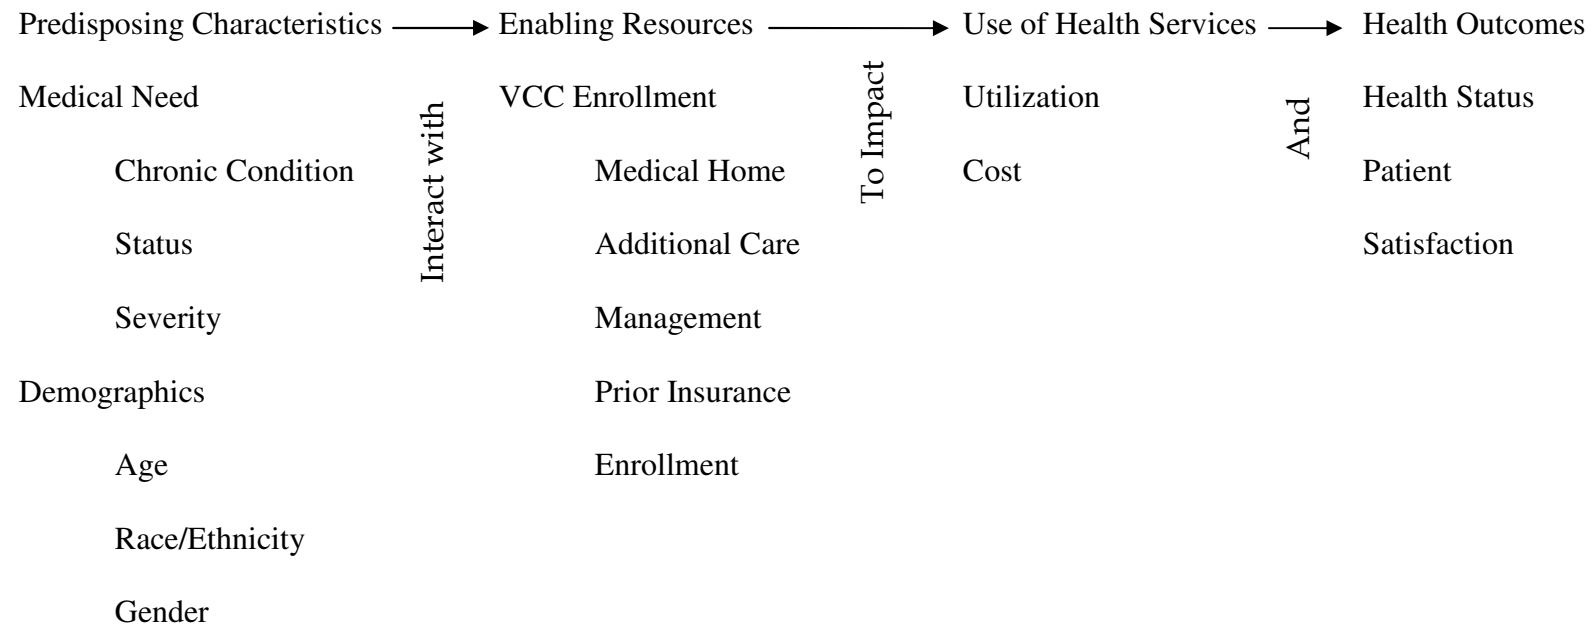 Predisposing Characteristics Enabling Resources Use of Health Services Health Outcomes
Medical Need VCC Enrollment Utilization Health Status
Chronic Condition Medical Home Cost Patient
Status Additional Care Satisfaction
Severity Management
Demographics Prior Insurance
Age Enrollment
Race/Ethnicity
Gender
Interact with
To Impact
And